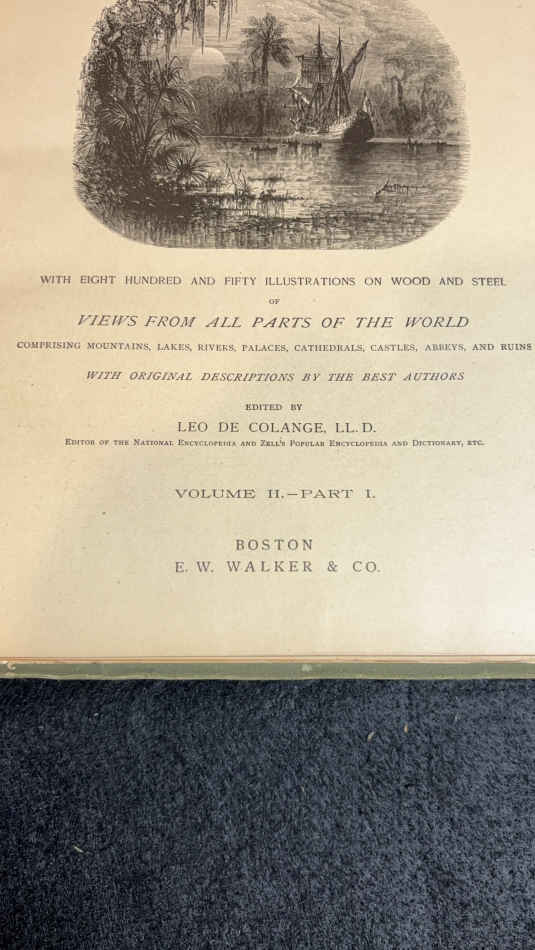 WITH EIGHT HUNDRED AND FIFTY ILLUSTRATIONS ON WOOD AND STEEL
OF
VIEWS FROM ALL PARTS OF THE WORLD
COMPRISING MOUNTAINS, LAKES, RIVERS, PALACES, CATHEDRALS, CASTLES, ABBEYS, AND RUINS
WITH ORIGINAL DESCRIPTIONS BY THE BEST AUTHORS
EDITED BY
LEO DE COLANGE, LL. D.
EDITOR OF THE NATIONAL ENCYCLOPEDIA AND ZELL'S POPULAR ENCYCLOPEDIA AND DICTIONARY, ETC.
VOLUME II.—PART I.
BOSTON
E. W. WALKER & CO.